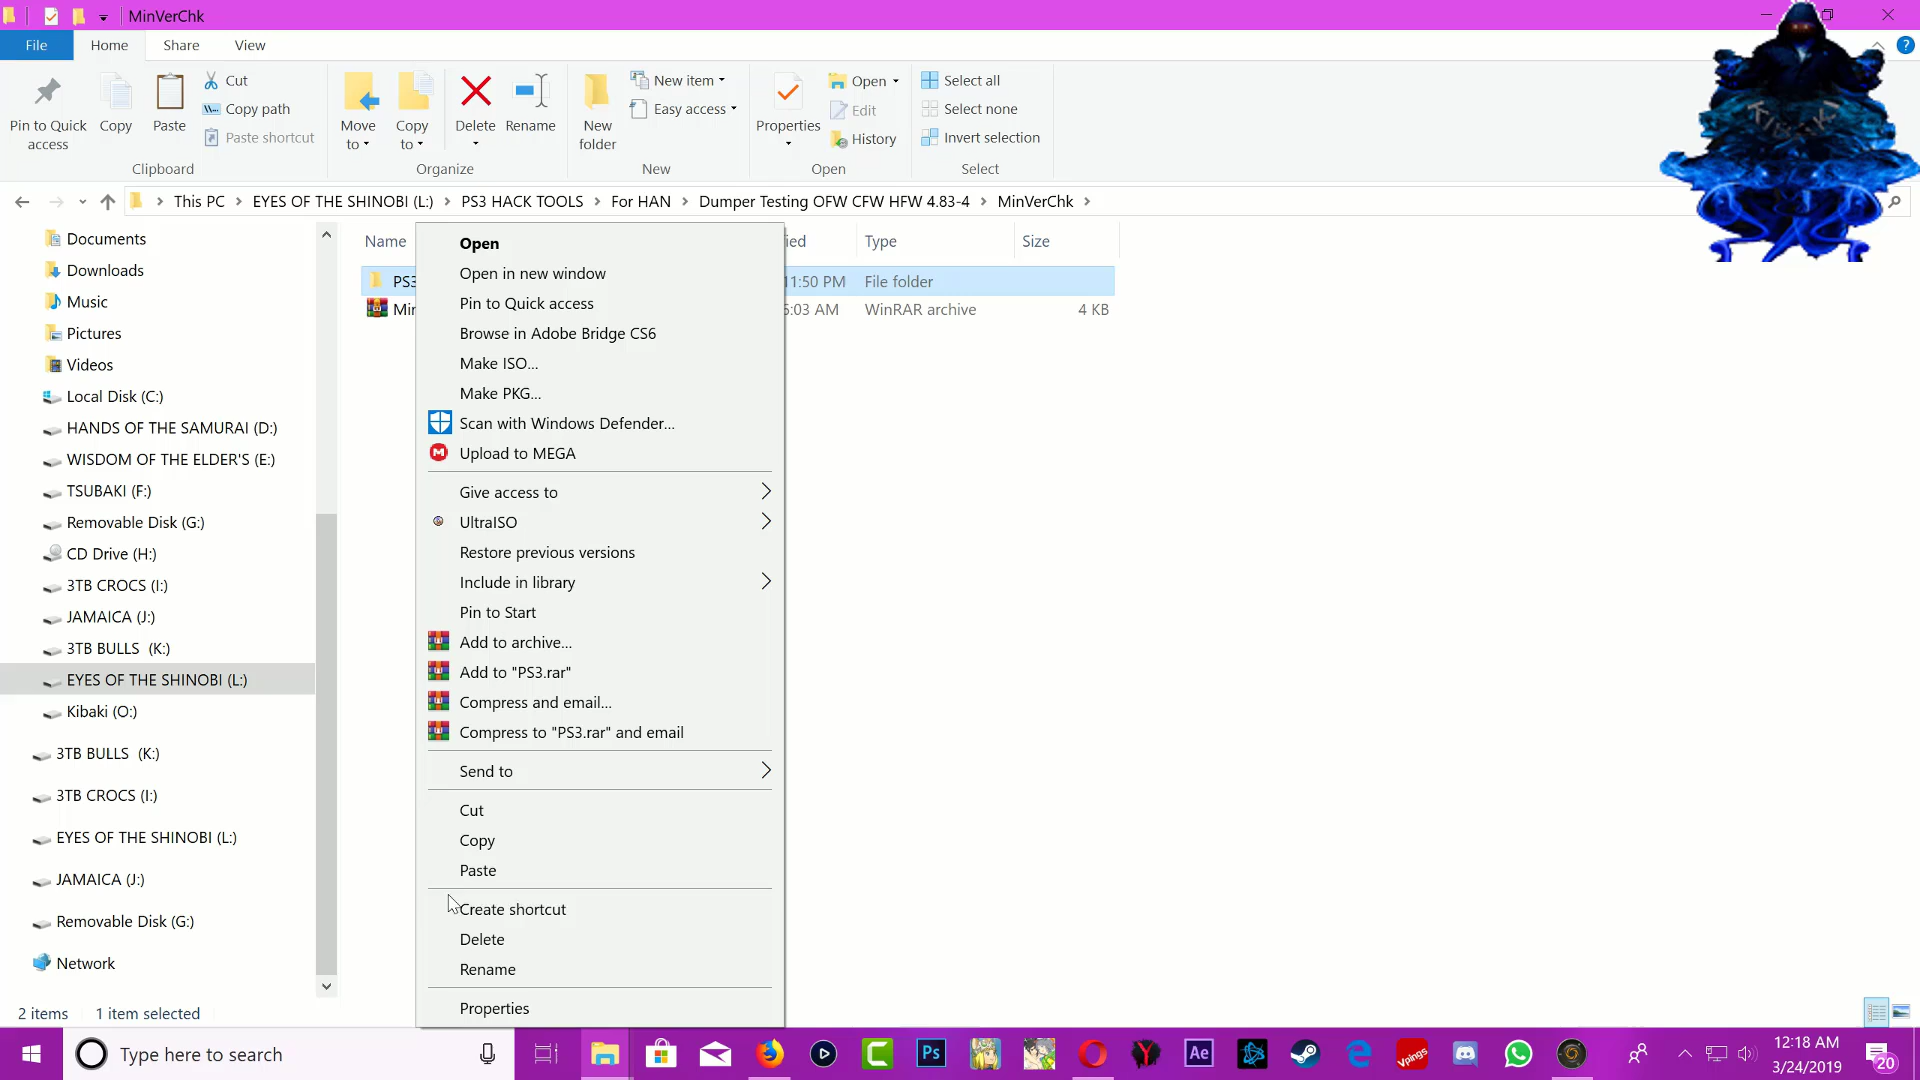 MinVerChk
File Home Share View
Pin to Quick access
Copy
Paste
Cut
Copy path
Paste shortcut
Clipboard
Move to
Copy to
Delete
Rename
Organize
New folder
New item
Easy access
New
Properties
Open
Edit
History
Open
Select all
Select none
Invert selection
Select
This PC > EYES OF THE SHINOBI (L:) > PS3 HACK TOOLS > For HAN > Dumper Testing OFW CFW HFW 4.83-4 > MinVerChk >
Documents
Downloads
Music
Pictures
Videos
Local Disk (C:)
HANDS OF THE SAMURAI (D:)
WISDOM OF THE ELDER'S (E:)
TSUBAKI (F:)
Removable Disk (G:)
CD Drive (H:)
3TB CROCS (I:)
JAMAICA (J:)
3TB BULLS (K:)
EYES OF THE SHINOBI (L:)
Kibaki (O:)
3TB BULLS (K:)
3TB CROCS (I:)
EYES OF THE SHINOBI (L:)
JAMAICA (J:)
Removable Disk (G:)
Network
Name ied Type Size
PS3 11:50 PM File folder
Min 6:03 AM WinRAR archive 4 KB
Open
Open in new window
Pin to Quick access
Browse in Adobe Bridge CS6
Make ISO...
Make PKG...
Scan with Windows Defender...
Upload to MEGA
Give access to
UltraISO
Restore previous versions
Include in library
Pin to Start
Add to archive...
Add to "PS3.rar"
Compress and email...
Compress to "PS3.rar" and email
Send to
Cut
Copy
Paste
Create shortcut
Delete
Rename
Properties
KIBAKI
2 items 1 item selected
Type here to search
Ps
Ae
Vpings
12:18 AM
3/24/2019
20